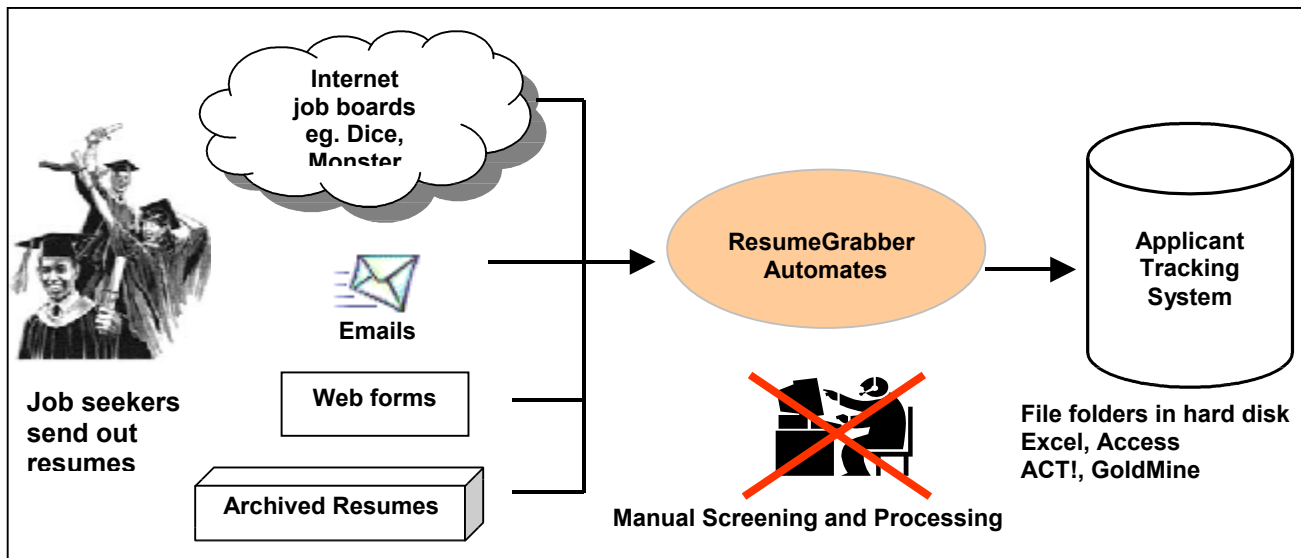 Internet
job boards
eg. Dice,
Monster
Emails
Web forms
Archived Resumes
Job seekers
send out
resumes
ResumeGrabber
Automates
Manual Screening and Processing
Applicant
Tracking
System
File folders in hard disk
Excel, Access
ACT!, GoldMine